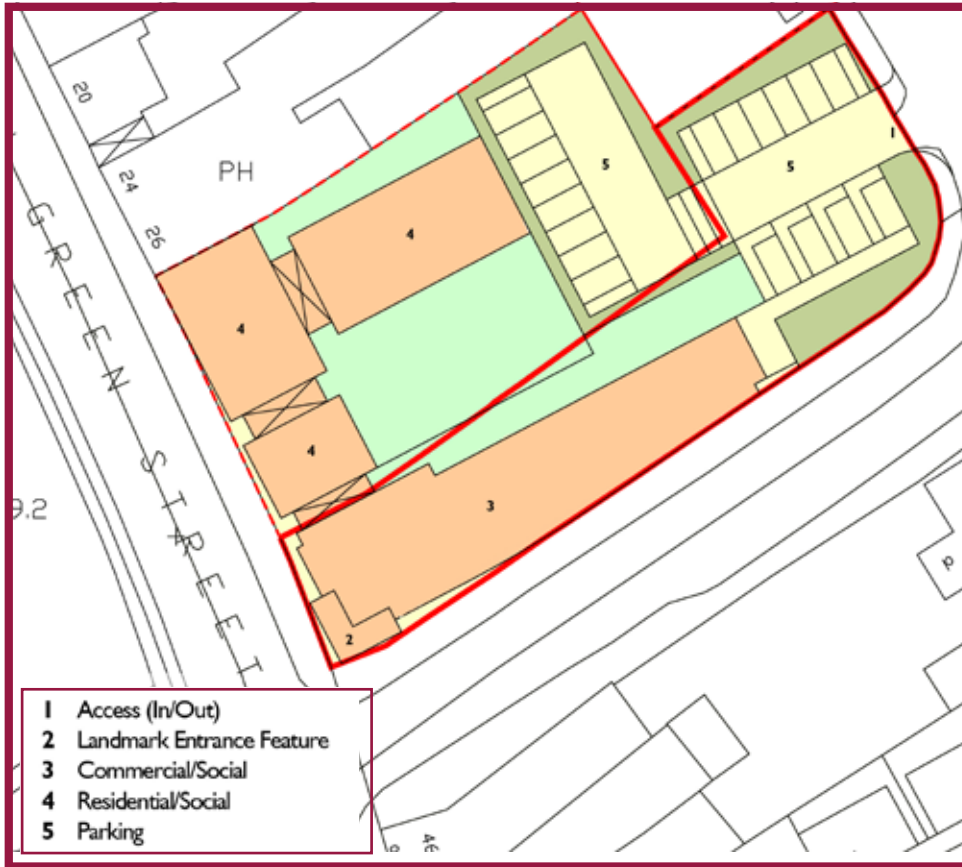 20
24
26
PH
GREEN STREET
9.2
4
4
4
5
5
1
3
2
46
1 Access (In/Out)
2 Landmark Entrance Feature
3 Commercial/Social
4 Residential/Social
5 Parking